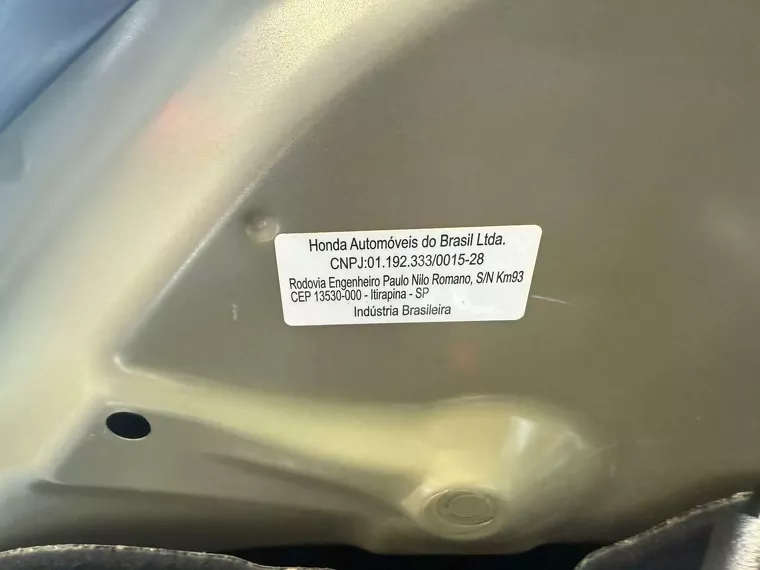 Honda Automóveis do Brasil Ltda.
CNPJ:01.192.333/0015-28
Rodovia Engenheiro Paulo Nilo Romano, S/N Km93
CEP 13530-000 - Itirapina - SP
Indústria Brasileira